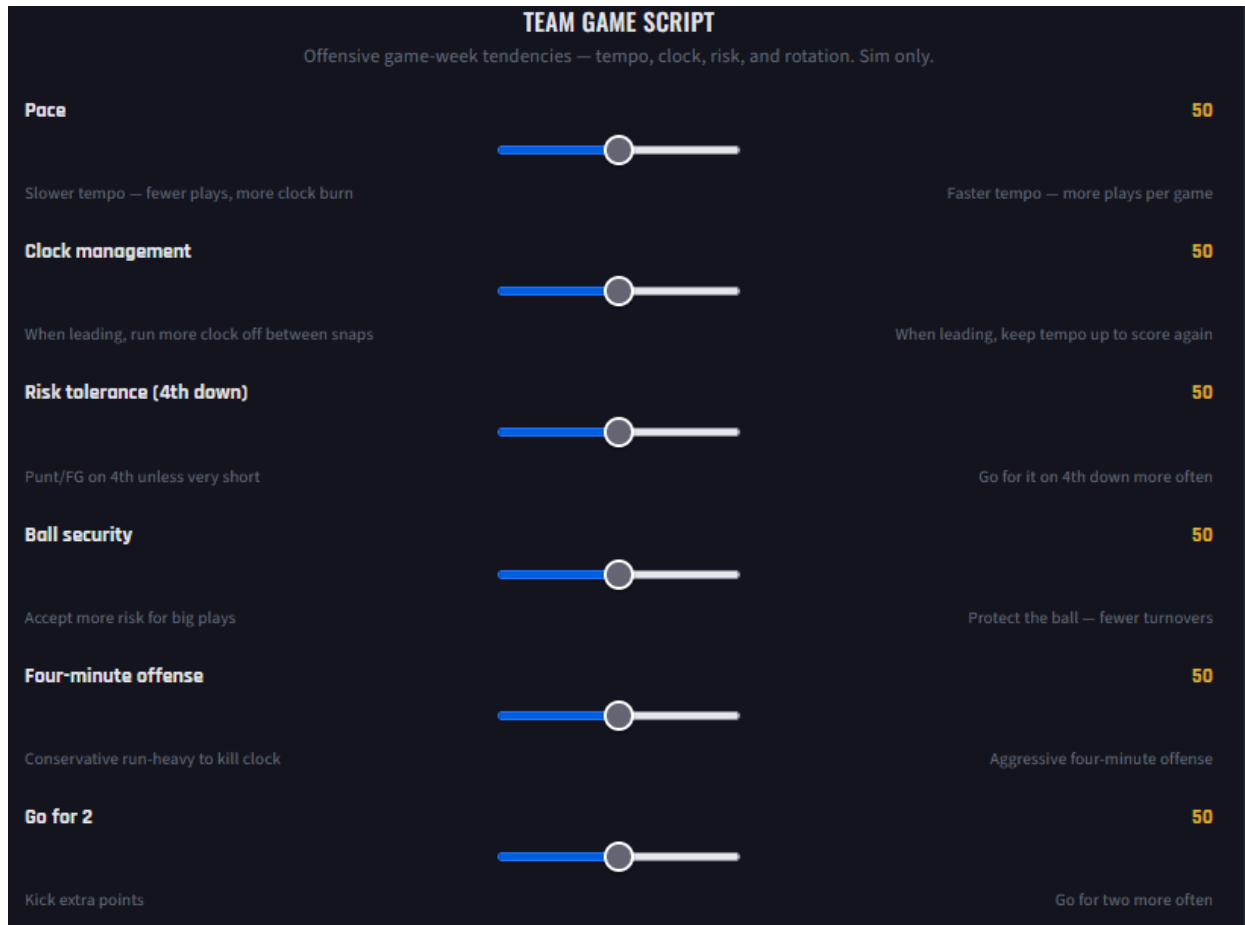 TEAM GAME SCRIPT
Offensive game-week tendencies — tempo, clock, risk, and rotation. Sim only.
Pace 50
Slower tempo — fewer plays, more clock burn Faster tempo — more plays per game
Clock management 50
When leading, run more clock off between snaps When leading, keep tempo up to score again
Risk tolerance (4th down) 50
Punt/FG on 4th unless very short Go for it on 4th down more often
Ball security 50
Accept more risk for big plays Protect the ball — fewer turnovers
Four-minute offense 50
Conservative run-heavy to kill clock Aggressive four-minute offense
Go for 2 50
Kick extra points Go for two more often